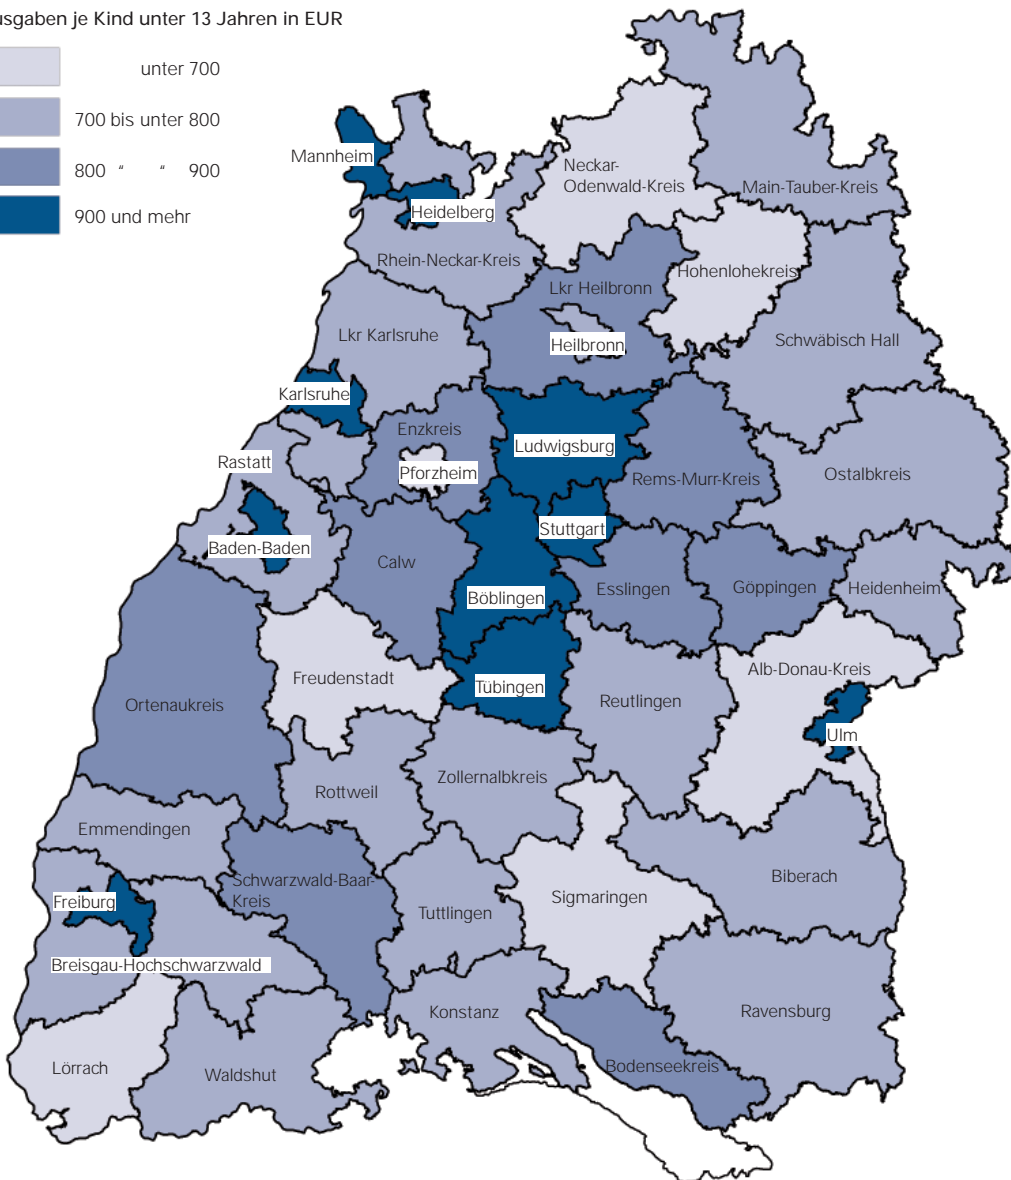 usgaben je Kind unter 13 Jahren in EUR
unter 700
700 bis unter 800
800 “ “ 900
900 und mehr
Mannheim
Neckar-
Odenwald-Kreis
Main-Tauber-Kreis
Heidelberg
Rhein-Neckar-Kreis
Hohenlohekreis
Lkr Heilbronn
Lkr Karlsruhe
Heilbronn
Schwäbisch Hall
Karlsruhe
Enzkreis
Ludwigsburg
Rastatt
Pforzheim
Rems-Murr-Kreis
Ostalbkreis
Stuttgart
Baden-Baden
Calw
Esslingen
Göppingen
Heidenheim
Böblingen
Alb-Donau-Kreis
Freudenstadt
Tübingen
Reutlingen
Ortenaukreis
Ulm
Zollernalbkreis
Rottweil
Emmendingen
Biberach
Schwarzwald-Baar-
Kreis
Sigmaringen
Freiburg
Tuttlingen
Breisgau-Hochschwarzwald
Konstanz
Ravensburg
Lörrach
Waldshut
Bodenseekreis